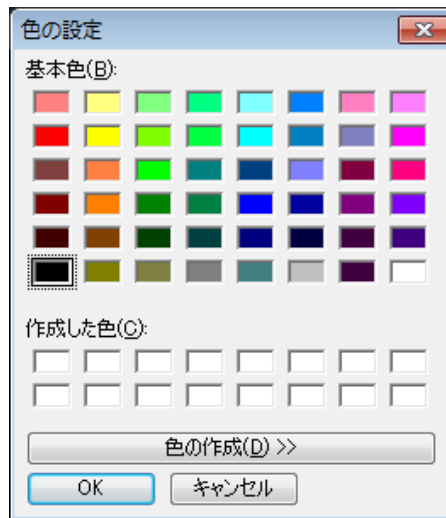 色の設定
基本色(B):
作成した色(C):
色の作成(D) >>
OK
キャンセル